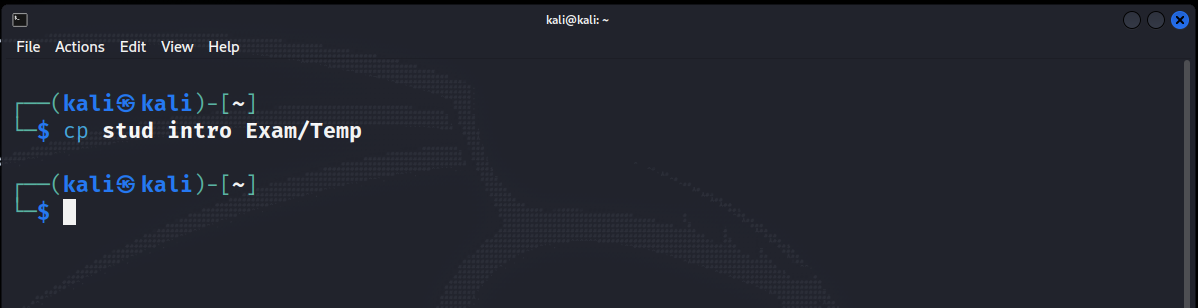 kali@kali: ~
File Actions Edit View Help
┌──(kali㉿kali)-[~]
└─$ cp stud intro Exam/Temp
┌──(kali㉿kali)-[~]
└─$